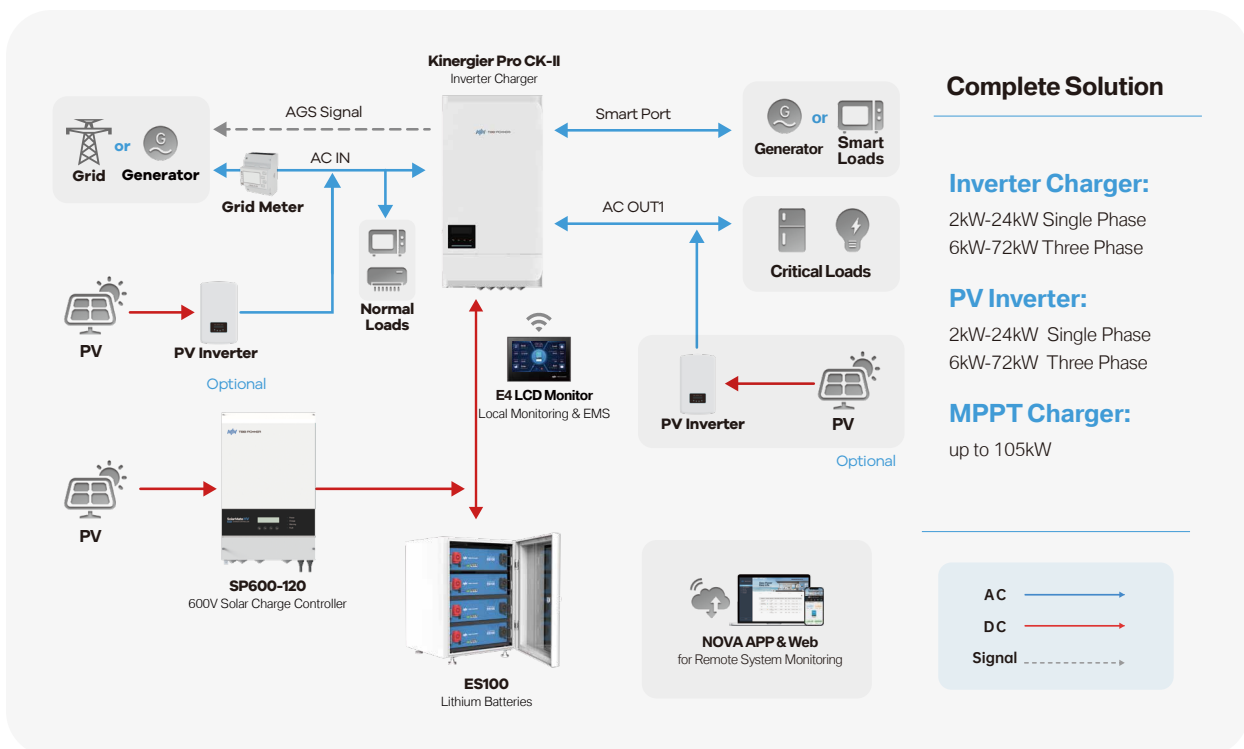 Kinergier Pro CK-II
Inverter Charger
AGS Signal
Smart Port
G
or
Generator
Smart
Loads
or
G
Grid
Generator
AC IN
Grid Meter
TBB POWER
AC OUT1
Critical Loads
Normal
Loads
PV
PV Inverter
Optional
E4 LCD Monitor
Local Monitoring & EMS
PV Inverter
PV
Optional
TBB POWER
PV
SP600-120
600V Solar Charge Controller
ES100
Lithium Batteries
NOVA APP & Web
for Remote System Monitoring
Complete Solution
Inverter Charger:
2kW-24kW Single Phase
6kW-72kW Three Phase
PV Inverter:
2kW-24kW Single Phase
6kW-72kW Three Phase
MPPT Charger:
up to 105kW
AC
DC
Signal